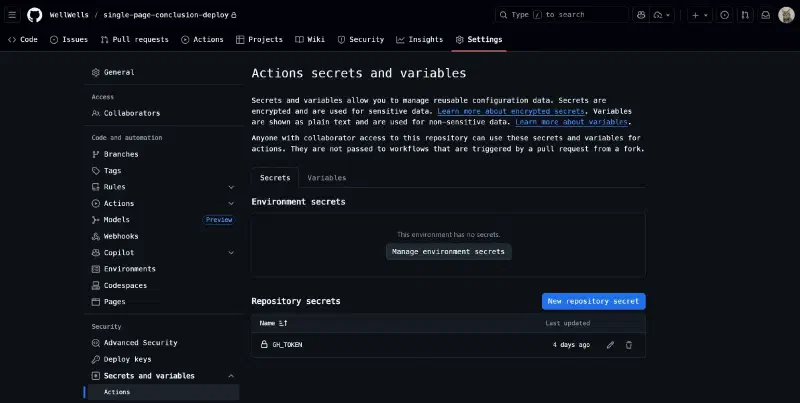 WellWells / single-page-conclusion-deploy
Type / to search
Code Issues Pull requests Actions Projects Wiki Security Insights Settings
General
Access
Collaborators
Code and automation
Branches
Tags
Rules
Actions
Models Preview
Webhooks
Copilot
Environments
Codespaces
Pages
Security
Advanced Security
Deploy keys
Secrets and variables
Actions
Actions secrets and variables
Secrets and variables allow you to manage reusable configuration data. Secrets are
encrypted and are used for sensitive data. Learn more about encrypted secrets. Variables
are shown as plain text and are used for non-sensitive data. Learn more about variables.
Anyone with collaborator access to this repository can use these secrets and variables for
actions. They are not passed to workflows that are triggered by a pull request from a fork.
Secrets Variables
Environment secrets
This environment has no secrets.
Manage environment secrets
Repository secrets New repository secret
Name Last updated
GH_TOKEN 4 days ago